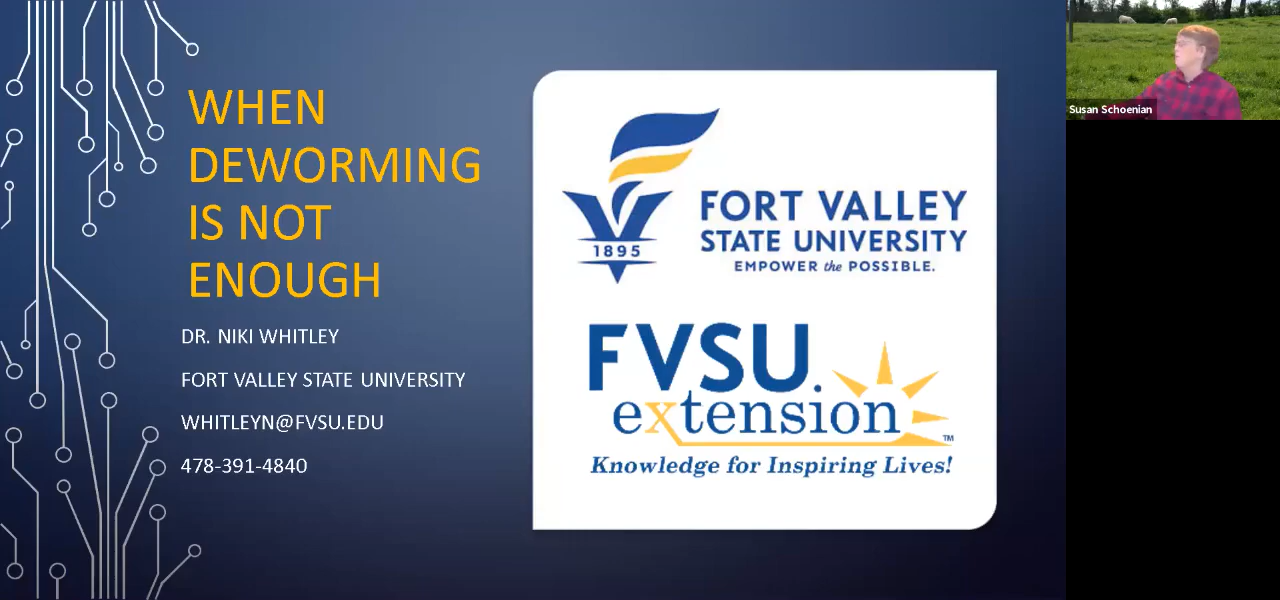 WHEN
DEWORMING
IS NOT
ENOUGH
DR. NIKI WHITLEY
FORT VALLEY STATE UNIVERSITY
WHITLEYN@FVSU.EDU
478-391-4840
1895
FORT VALLEY
STATE UNIVERSITY
EMPOWER the POSSIBLE.
FVSU.
extension
TM
Knowledge for Inspiring Lives!
Susan Schoenian